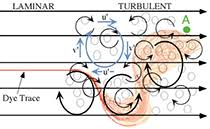 LAMINAR TURBULENT
A
u'
Dye Trace